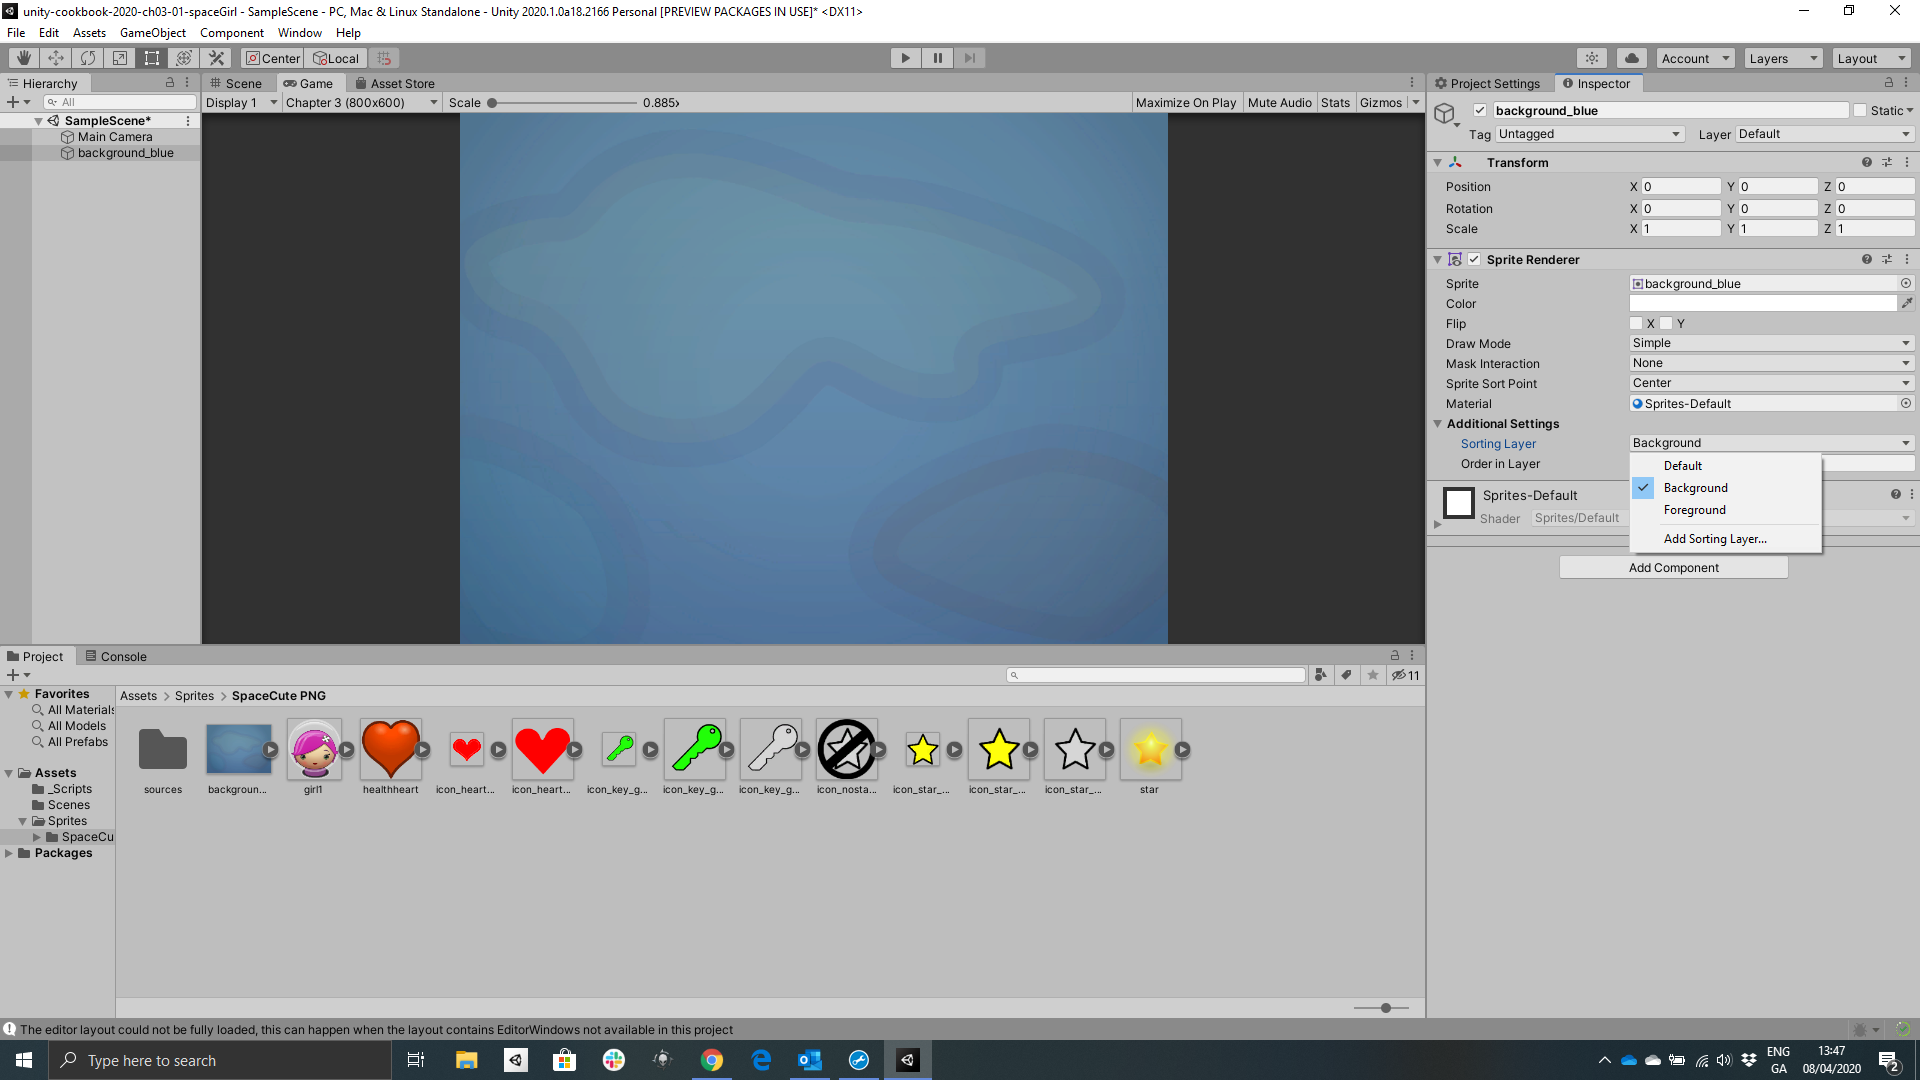 unity-cookbook-2020-ch03-01-spaceGirl - SampleScene - PC, Mac & Linux Standalone - Unity 2020.1.0a18.2166 Personal [PREVIEW PACKAGES IN USE]* <DX11>
File Edit Assets GameObject Component Window Help
Center Local Account Layers Layout
Hierarchy
All
SampleScene*
Main Camera
background_blue
Scene Game Asset Store
Display 1 Chapter 3 (800x600) Scale 0.885x Maximize On Play Mute Audio Stats Gizmos
Project Settings Inspector
background_blue Static
Tag Untagged Layer Default
Transform
Position X 0 Y 0 Z 0
Rotation X 0 Y 0 Z 0
Scale X 1 Y 1 Z 1
Sprite Renderer
Sprite background_blue
Color
Flip X Y
Draw Mode Simple
Mask Interaction None
Sprite Sort Point Center
Material Sprites-Default
Additional Settings
Sorting Layer Background
Order in Layer
Default
Background
Foreground
Add Sorting Layer...
Sprites-Default
Shader Sprites/Default
Add Component
Project Console
11
Favorites
All Materials
All Models
All Prefabs
Assets
_Scripts
Scenes
Sprites
SpaceCu
Packages
Assets > Sprites > SpaceCute PNG
sources backgroun... girl1 healthheart icon_heart... icon_heart... icon_key_g... icon_key_g... icon_key_g... icon_nosta... icon_star_... icon_star_... icon_star_... star
The editor layout could not be fully loaded, this can happen when the layout contains EditorWindows not available in this project
Type here to search
ENG
GA
13:47
08/04/2020
2